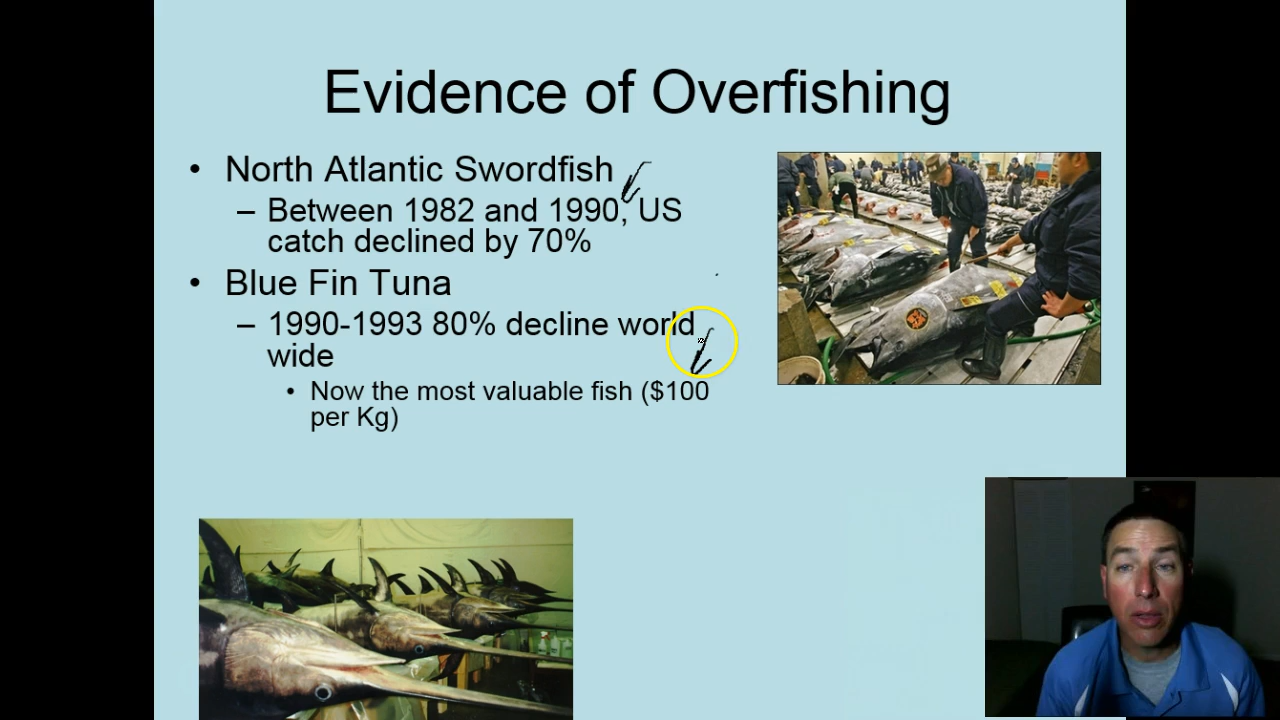 Evidence of Overfishing
• North Atlantic Swordfish
– Between 1982 and 1990, US
catch declined by 70%
• Blue Fin Tuna
– 1990-1993 80% decline world
wide
• Now the most valuable fish ($100
per Kg)